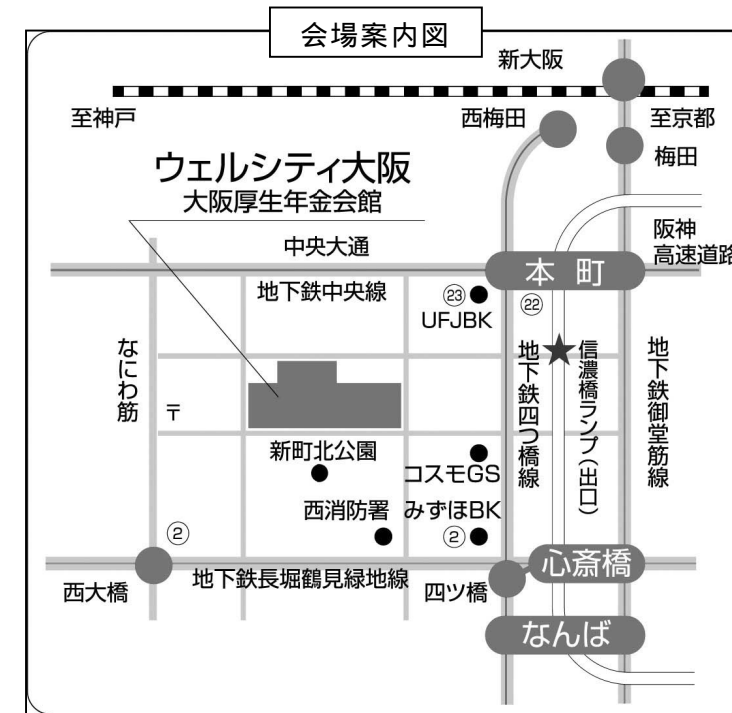 会場案内図
新大阪
至神戸
西梅田
至京都
梅田
ウェルシティ大阪
大阪厚生年金会館
阪神
高速道路
中央大通
本町
地下鉄中央線
㉓
㉒
UFJBK
なにわ筋
〒
地下鉄四つ橋線
信濃橋ランプ(出口)
地下鉄御堂筋線
新町北公園
コスモGS
西消防署
みずほBK
②
②
心斎橋
西大橋
地下鉄長堀鶴見緑地線
四ツ橋
なんば